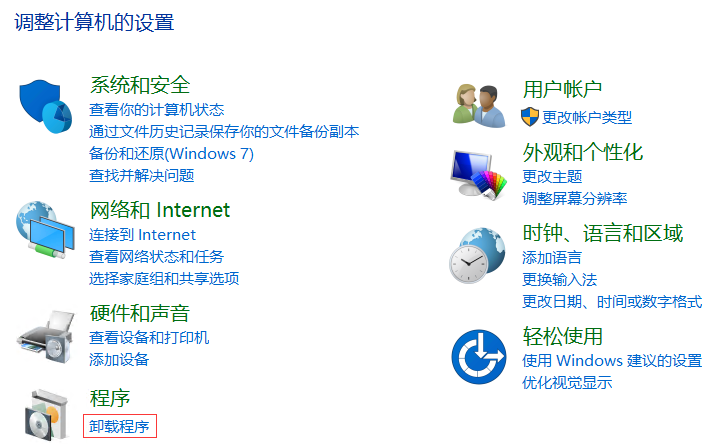 调整计算机的设置
系统和安全
查看你的计算机状态
通过文件历史记录保存你的文件备份副本
备份和还原(Windows 7)
查找并解决问题
网络和 Internet
连接到 Internet
查看网络状态和任务
选择家庭组和共享选项
硬件和声音
查看设备和打印机
添加设备
程序
卸载程序
用户帐户
更改帐户类型
外观和个性化
更改主题
调整屏幕分辨率
时钟、语言和区域
添加语言
更换输入法
更改日期、时间或数字格式
轻松使用
使用 Windows 建议的设置
优化视觉显示